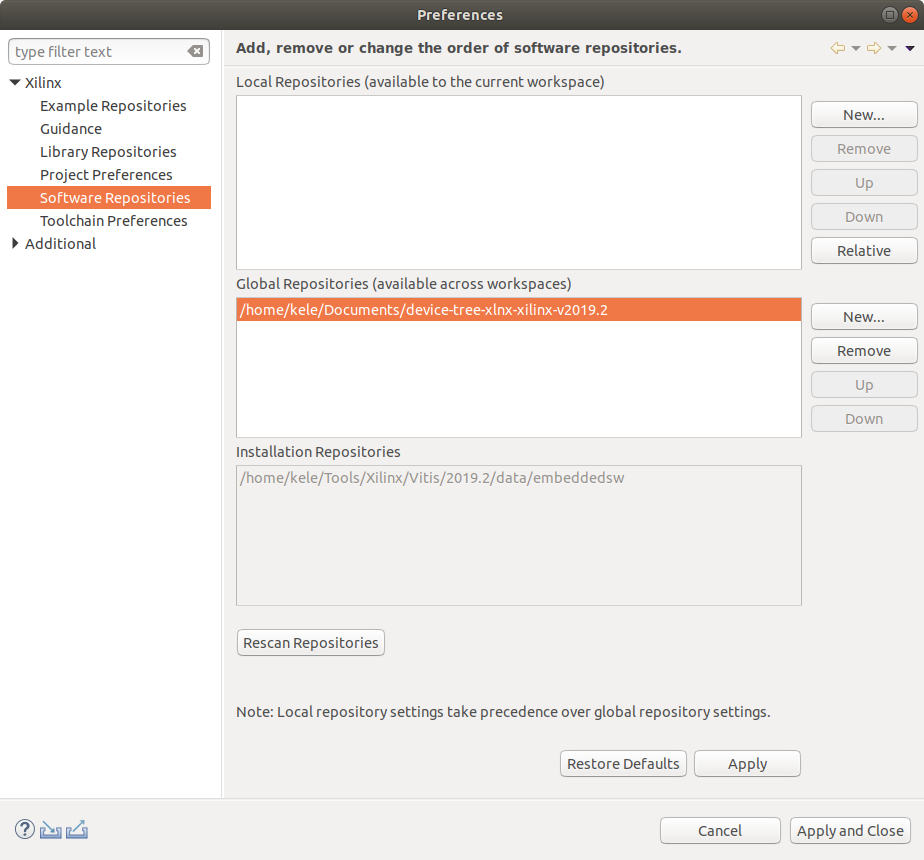 Preferences
type filter text
Xilinx
Example Repositories
Guidance
Library Repositories
Project Preferences
Software Repositories
Toolchain Preferences
Additional
Add, remove or change the order of software repositories.
Local Repositories (available to the current workspace)
New...
Remove
Up
Down
Relative
Global Repositories (available across workspaces)
/home/kele/Documents/device-tree-xlnx-xilinx-v2019.2
New...
Remove
Up
Down
Installation Repositories
/home/kele/Tools/Xilinx/Vitis/2019.2/data/embeddedsw
Rescan Repositories
Note: Local repository settings take precedence over global repository settings.
Restore Defaults
Apply
?
Cancel
Apply and Close